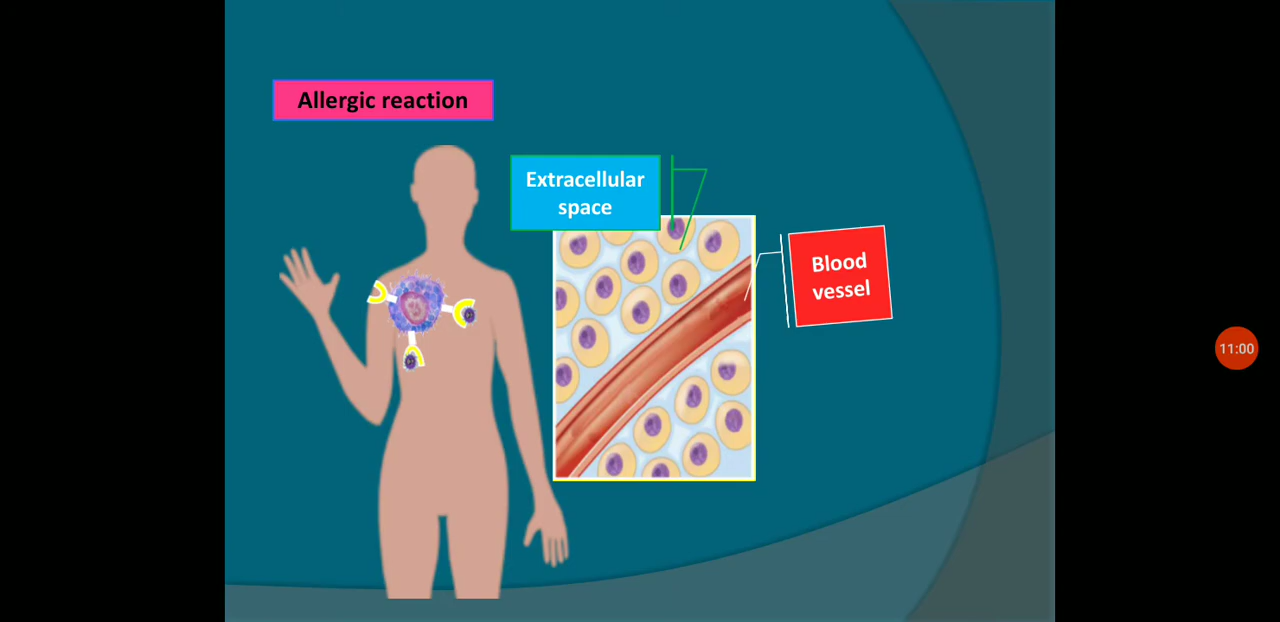 Allergic reaction
Extracellular
space
Blood
vessel
11:00